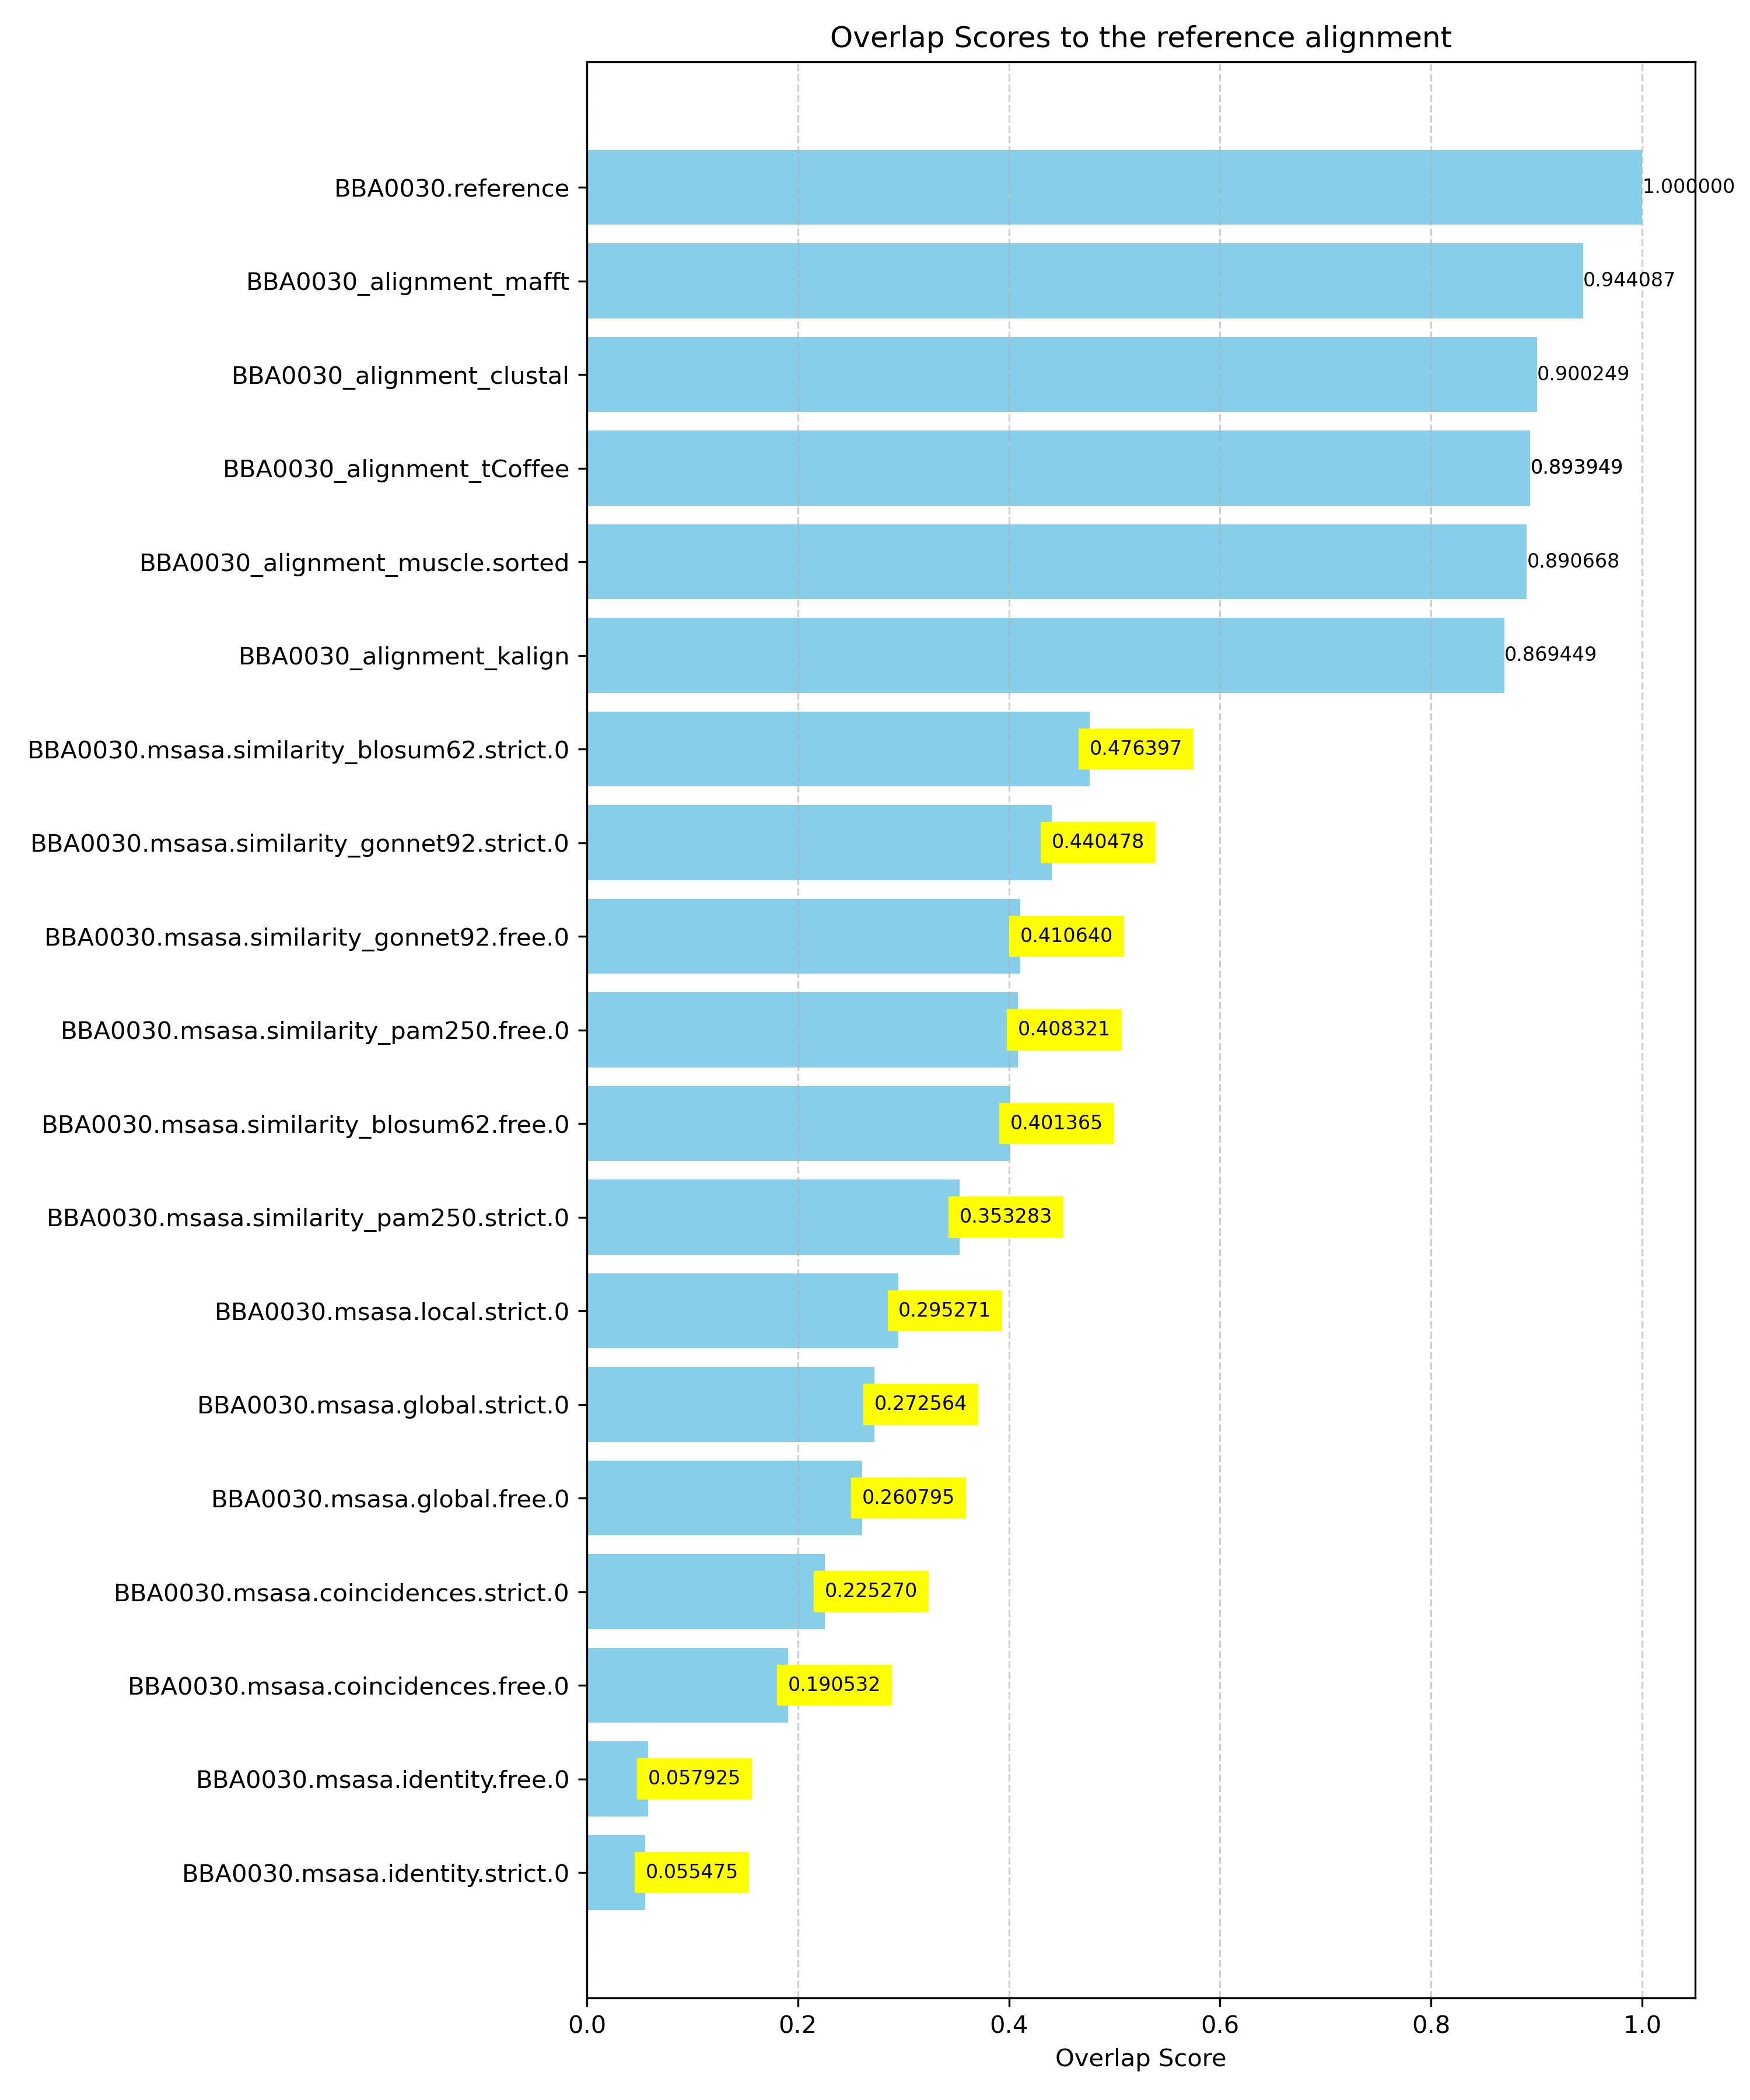 Overlap Scores to the reference alignment
BBA0030.reference 1.000000
BBA0030_alignment_mafft 0.944087
BBA0030_alignment_clustal 0.900249
BBA0030_alignment_tCoffee 0.893949
BBA0030_alignment_muscle.sorted 0.890668
BBA0030_alignment_kalign 0.869449
BBA0030.msasa.similarity_blosum62.strict.0 0.476397
BBA0030.msasa.similarity_gonnet92.strict.0 0.440478
BBA0030.msasa.similarity_gonnet92.free.0 0.410640
BBA0030.msasa.similarity_pam250.free.0 0.408321
BBA0030.msasa.similarity_blosum62.free.0 0.401365
BBA0030.msasa.similarity_pam250.strict.0 0.353283
BBA0030.msasa.local.strict.0 0.295271
BBA0030.msasa.global.strict.0 0.272564
BBA0030.msasa.global.free.0 0.260795
BBA0030.msasa.coincidences.strict.0 0.225270
BBA0030.msasa.coincidences.free.0 0.190532
BBA0030.msasa.identity.free.0 0.057925
BBA0030.msasa.identity.strict.0 0.055475
0.0 0.2 0.4 0.6 0.8 1.0
Overlap Score